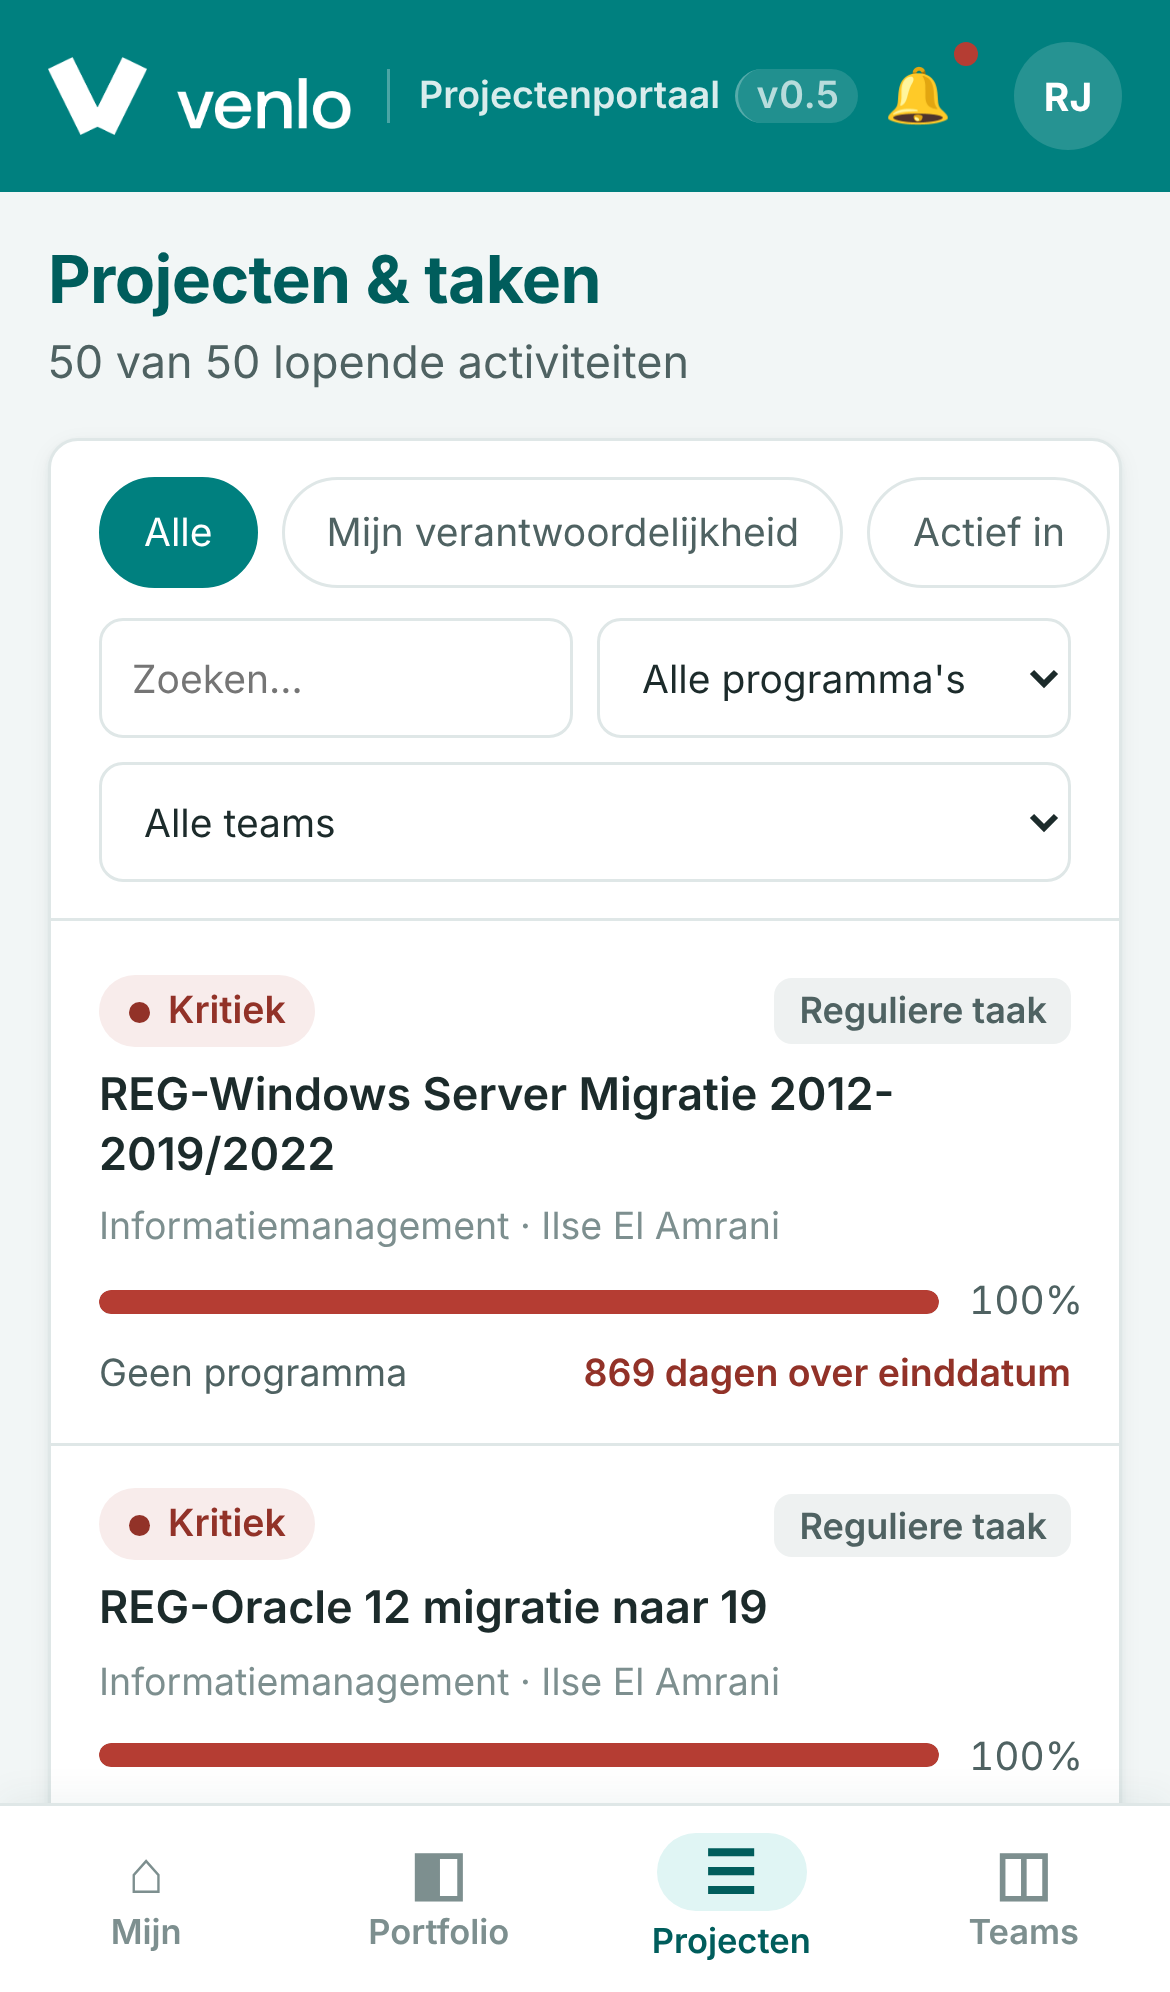 venlo
Projectenportaal v0.5
RJ
Projecten & taken
50 van 50 lopende activiteiten
Alle
Mijn verantwoordelijkheid
Actief in
Zoeken...
Alle programma's
Alle teams
Kritiek
Reguliere taak
REG-Windows Server Migratie 2012-
2019/2022
Informatiemanagement · Ilse El Amrani
100%
Geen programma
869 dagen over einddatum
Kritiek
Reguliere taak
REG-Oracle 12 migratie naar 19
Informatiemanagement · Ilse El Amrani
100%
Mijn
Portfolio
Projecten
Teams